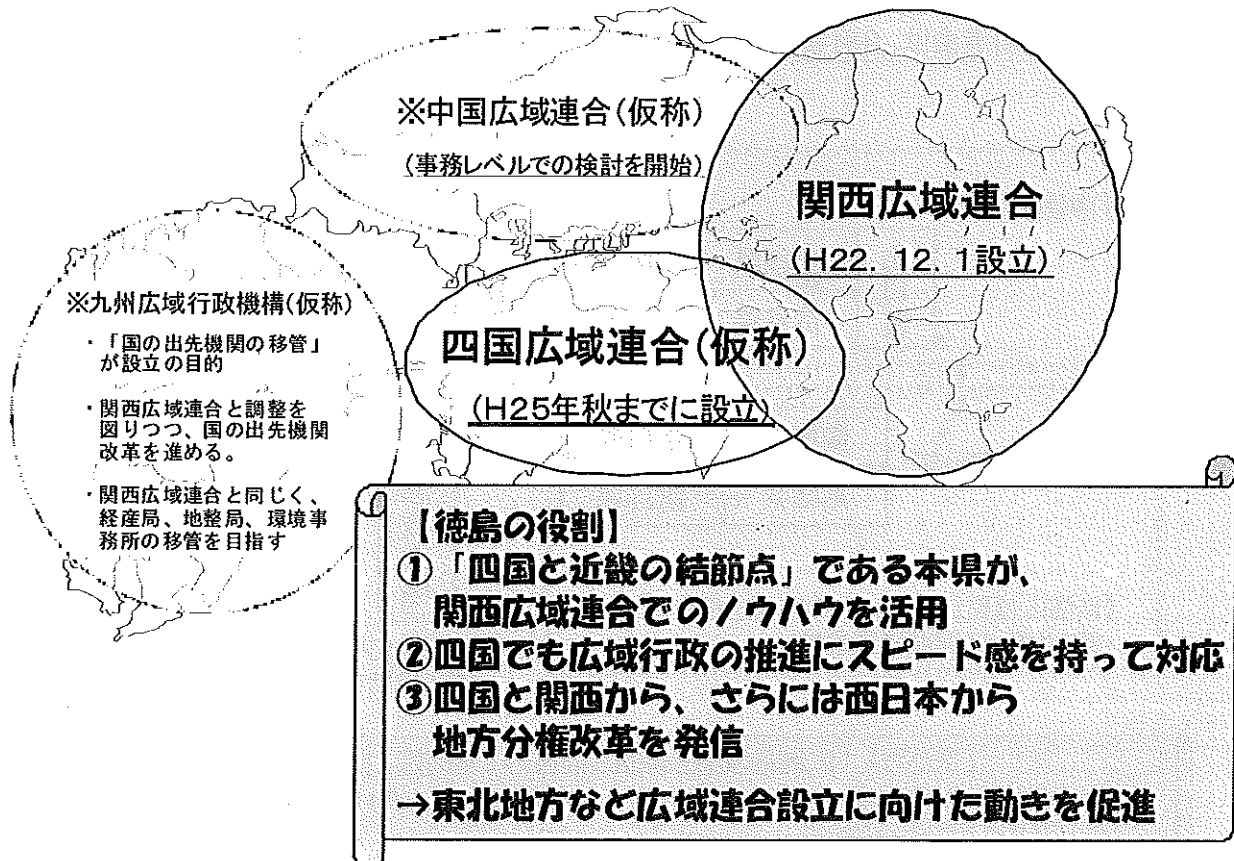 ※中国広域連合(仮称)
(事務レベルでの検討を開始)
関西広域連合
(H22. 12. 1設立)
※九州広域行政機構(仮称)
・「国の出先機関の移管」
が設立の目的
・関西広域連合と調整を
図りつつ、国の出先機関
改革を進める。
・関西広域連合と同じく、
経産局、地整局、環境事
務所の移管を目指す
四国広域連合(仮称)
(H25年秋までに設立)
【徳島の役割】
①「四国と近畿の結節点」である本県が、
関西広域連合でのノウハウを活用
②四国でも広域行政の推進にスピード感を持って対応
③四国と関西から、さらには西日本から
地方分権改革を発信
→東北地方など広域連合設立に向けた動きを促進